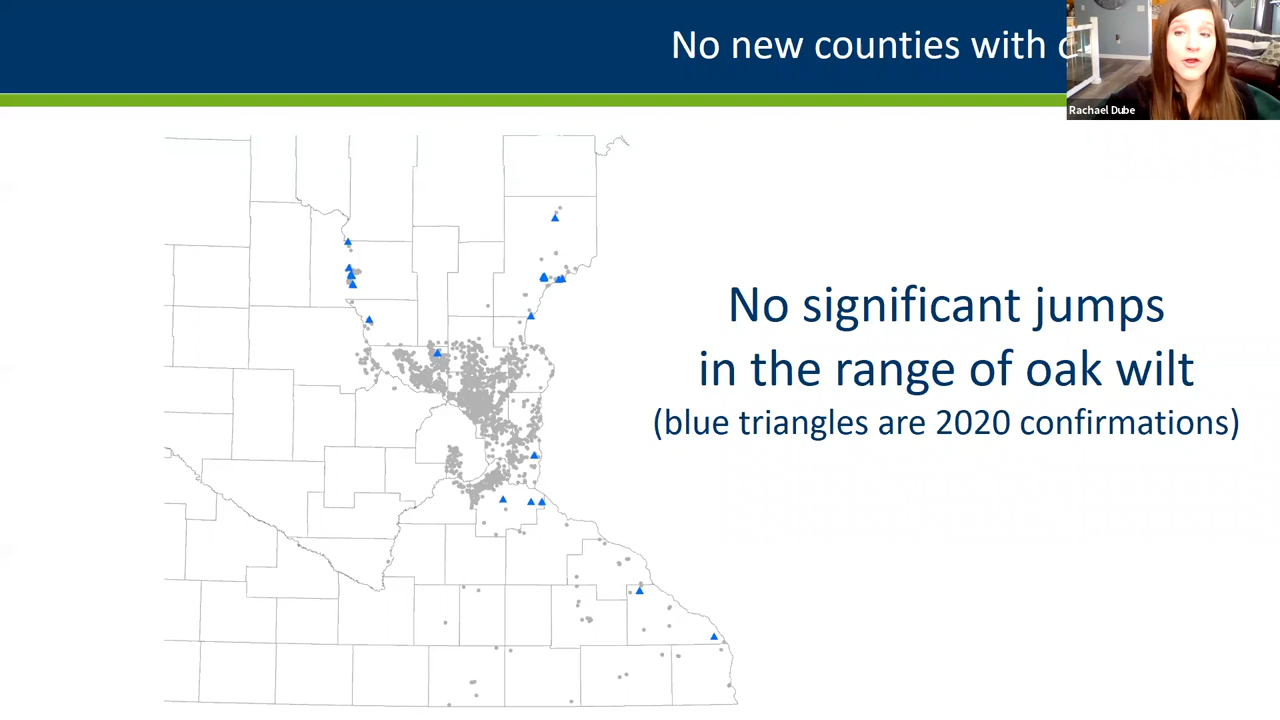 No new counties with
Rachael Dube
No significant jumps
in the range of oak wilt
(blue triangles are 2020 confirmations)